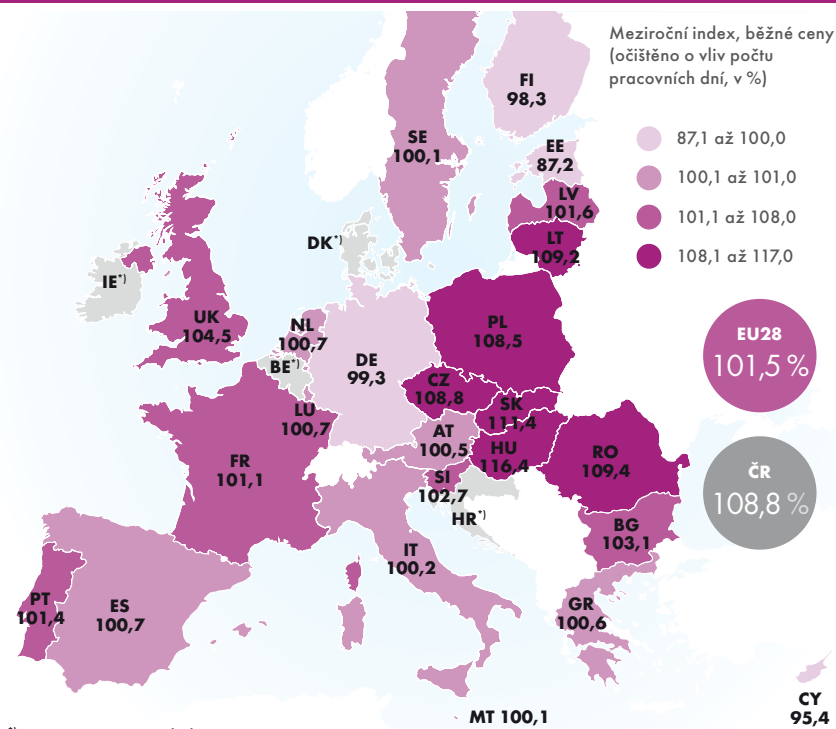 Meziroční index, běžné ceny
(očištěno o vliv počtu
pracovních dní, v %)
87,1 až 100,0
100,1 až 101,0
101,1 až 108,0
108,1 až 117,0
EU28
101,5 %
ČR
108,8 %
FI
98,3
SE
100,1
EE
87,2
LV
101,6
LT
109,2
DK*)
IE*)
UK
104,5
NL
100,7
BE*)
DE
99,3
PL
108,5
CZ
108,8
SK
111,4
LU
100,7
AT
100,5
HU
116,4
RO
109,4
FR
101,1
SI
102,7
HR*)
BG
103,1
IT
100,2
PT
101,4
ES
100,7
GR
100,6
MT 100,1
CY
95,4